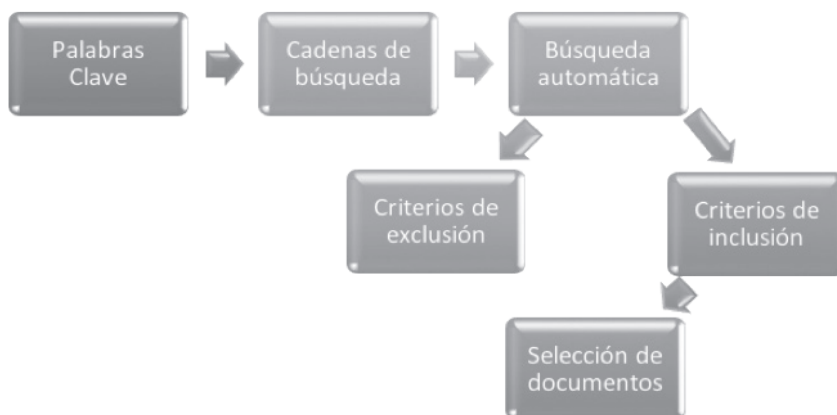 Palabras
Clave
Cadenas de
búsqueda
Búsqueda
automática
Criterios de
exclusión
Criterios de
inclusión
Selección de
documentos